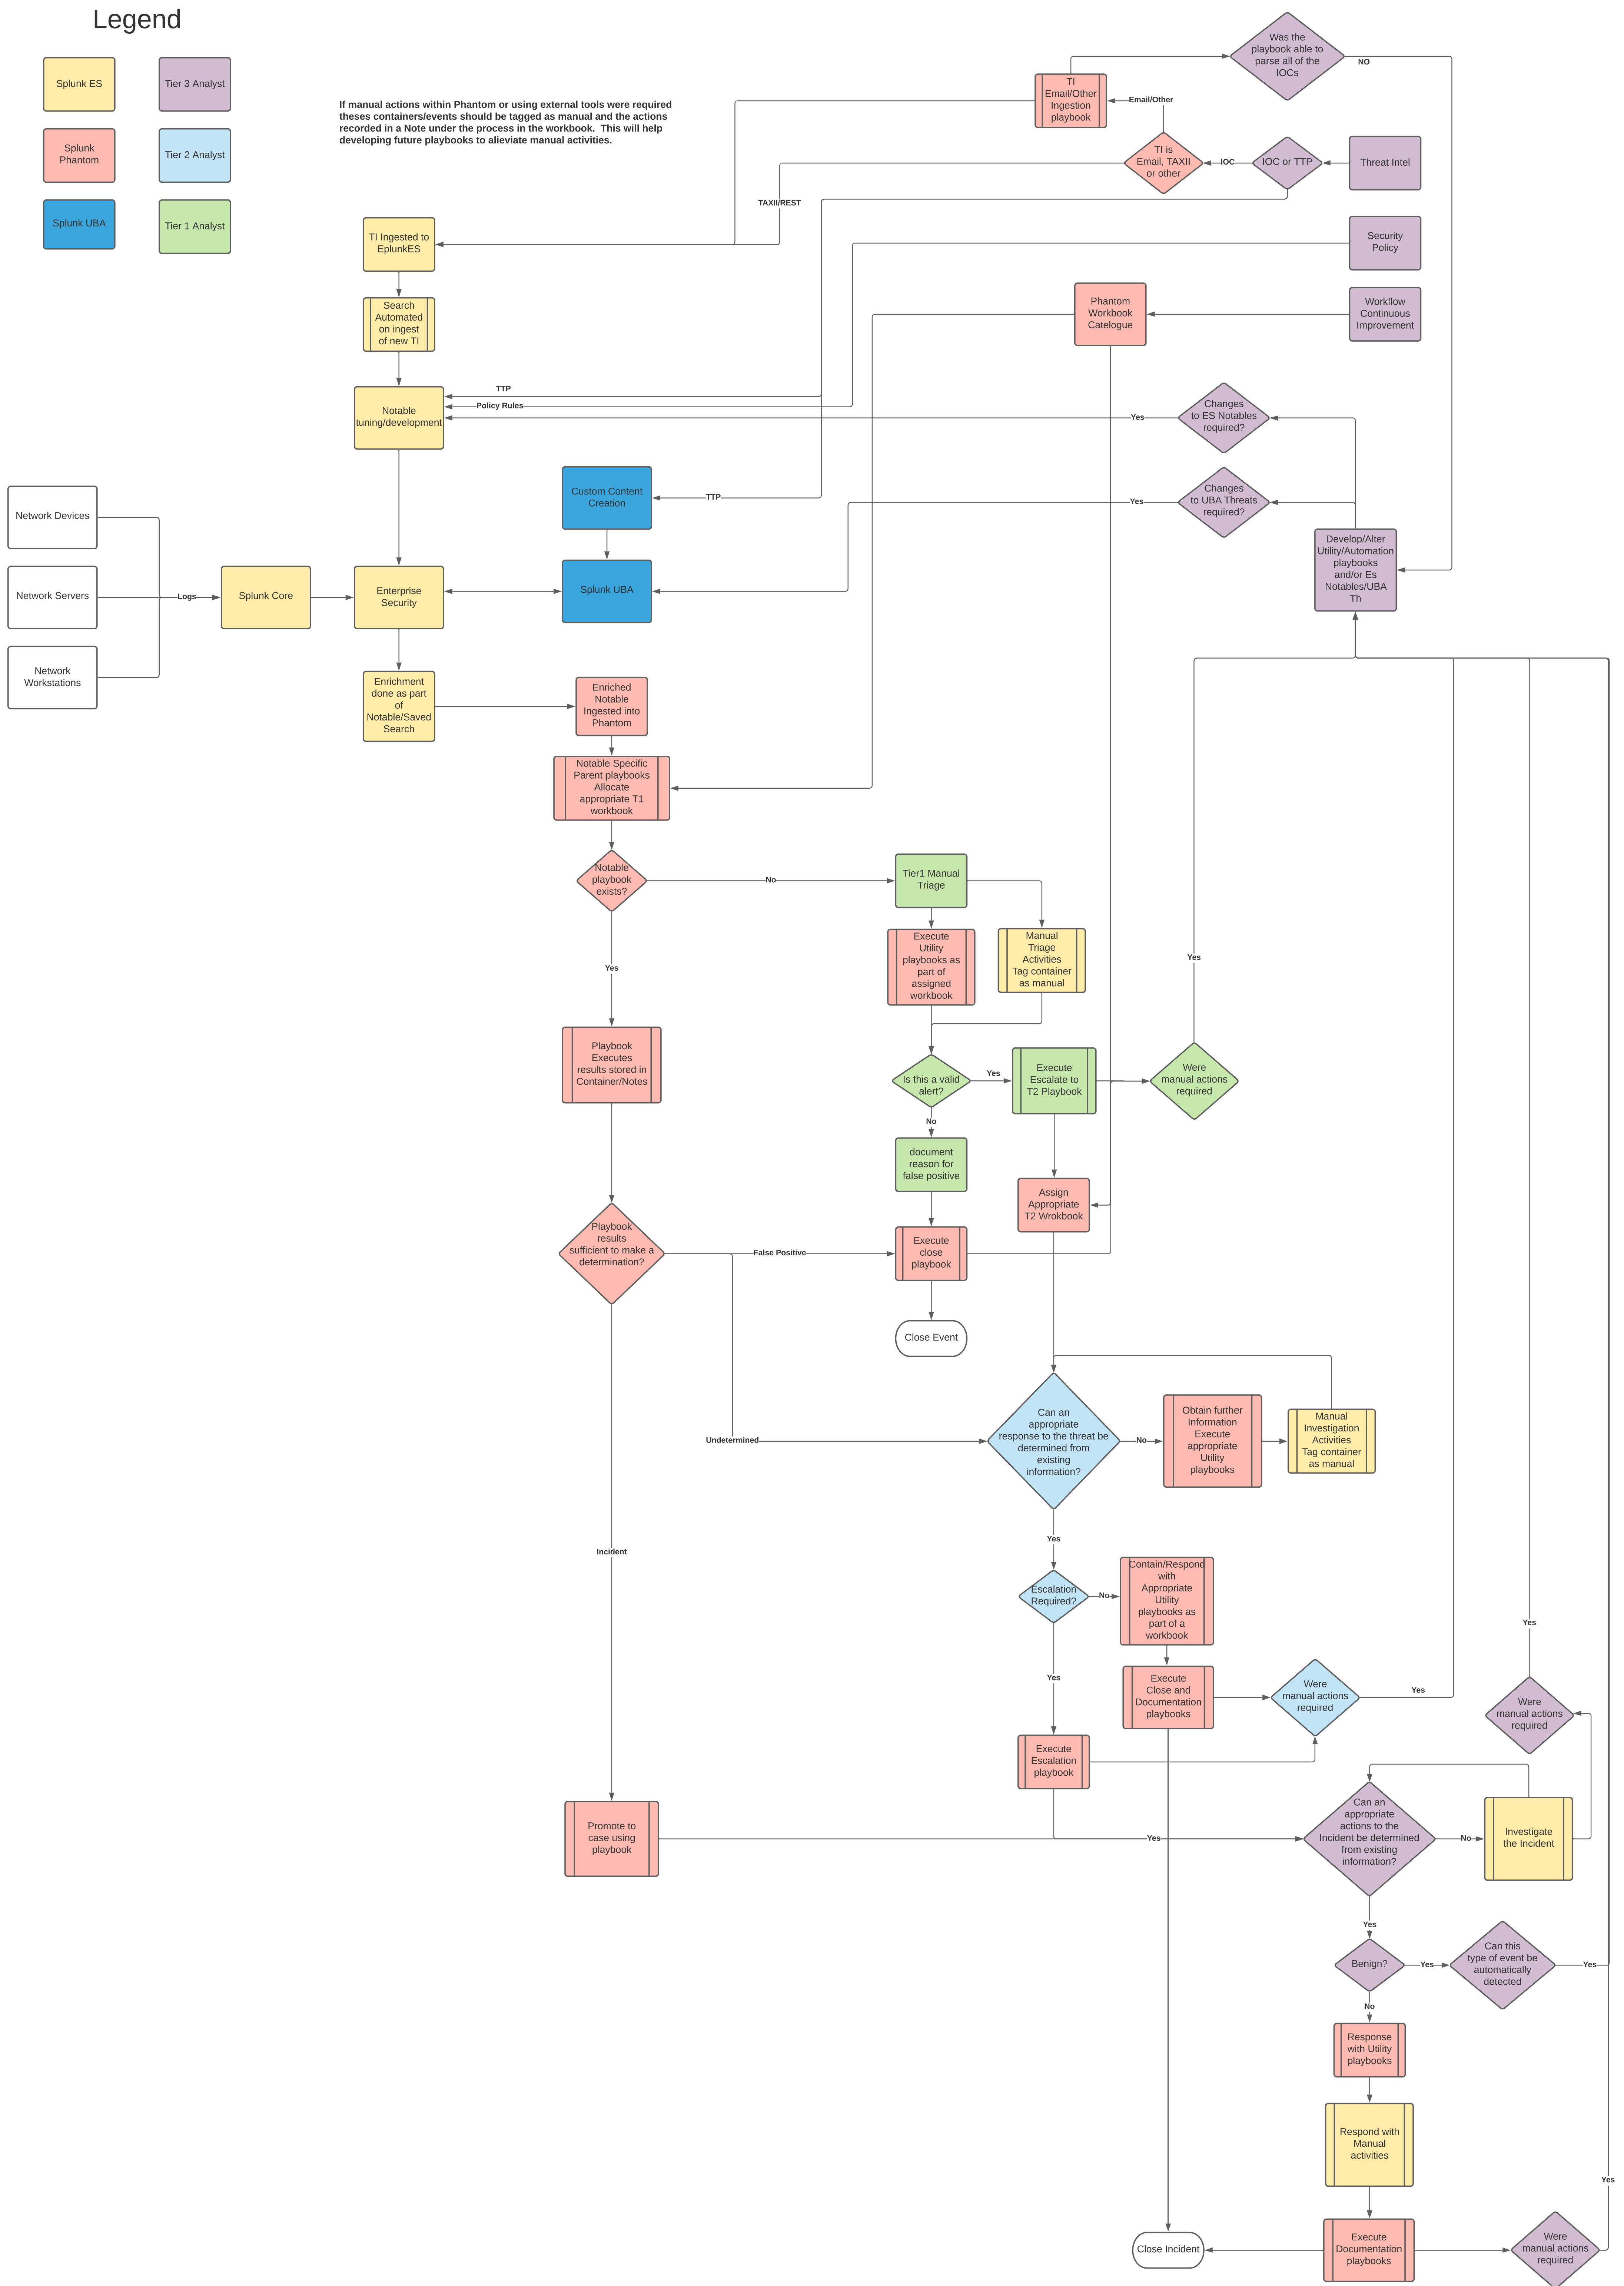 Legend
Splunk ES
Tier 3 Analyst
Splunk
Phantom
Tier 2 Analyst
Splunk UBA
Tier 1 Analyst
If manual actions within Phantom or using external tools were required
theses containers/events should be tagged as manual and the actions
recorded in a Note under the process in the workbook.  This will help
developing future playbooks to alieviate manual activities.
Was the
playbook able to
parse all of the
IOCs
NO
TI
Email/Other
Ingestion
playbook
Email/Other
TI is
Email, TAXII
or other
IOC
IOC or TTP
Threat Intel
TAXII/REST
Security
Policy
TI Ingested to
EplunkES
Search
Automated
on ingest
of new TI
Phantom
Workbook
Catelogue
Workflow
Continuous
Improvement
Notable
tuning/development
TTP
Policy Rules
Yes
Changes
to ES Notables
required?
Custom Content
Creation
TTP
Yes
Changes
to UBA Threats
required?
Network Devices
Network Servers
Network
Workstations
Logs
Splunk Core
Enterprise
Security
Splunk UBA
Develop/Alter
Utility/Automation
playbooks
and/or Es
Notables/UBA
Th
Enrichment
done as part
of
Notable/Saved
Search
Enriched
Notable
Ingested into
Phantom
Notable Specific
Parent playbooks
Allocate
appropriate T1
workbook
Notable
playbook
exists?
No
Tier1 Manual
Triage
Yes
Execute
Utility
playbooks as
part of
assigned
workbook
Manual
Triage
Activities
Tag container
as manual
Yes
Playbook
Executes
results stored in
Container/Notes
Is this a valid
alert?
Yes
Execute
Escalate to
T2 Playbook
Were
manual actions
required
No
document
reason for
false positive
Assign
Appropriate
T2 Wrokbook
Playbook
results
sufficient to make a
determination?
False Positive
Execute
close
playbook
Close Event
Undetermined
Can an
appropriate
response to the threat be
determined from
existing
information?
No
Obtain further
Information
Execute
appropriate
Utility
playbooks
Manual
Investigation
Activities
Tag container
as manual
Yes
Incident
Escalation
Required?
No
Contain/Respond
with
Appropriate
Utility
playbooks as
part of a
workbook
Yes
Execute
Close and
Documentation
playbooks
Were
manual actions
required
Yes
Yes
Were
manual actions
required
Execute
Escalation
playbook
Promote to
case using
playbook
Yes
Can an
appropriate
actions to the
Incident be determined
from existing
information?
No
Investigate
the Incident
Yes
Benign?
Yes
Can this
type of event be
automatically
detected
Yes
No
Response
with Utility
playbooks
Respond with
Manual
activities
Yes
Close Incident
Execute
Documentation
playbooks
Were
manual actions
required